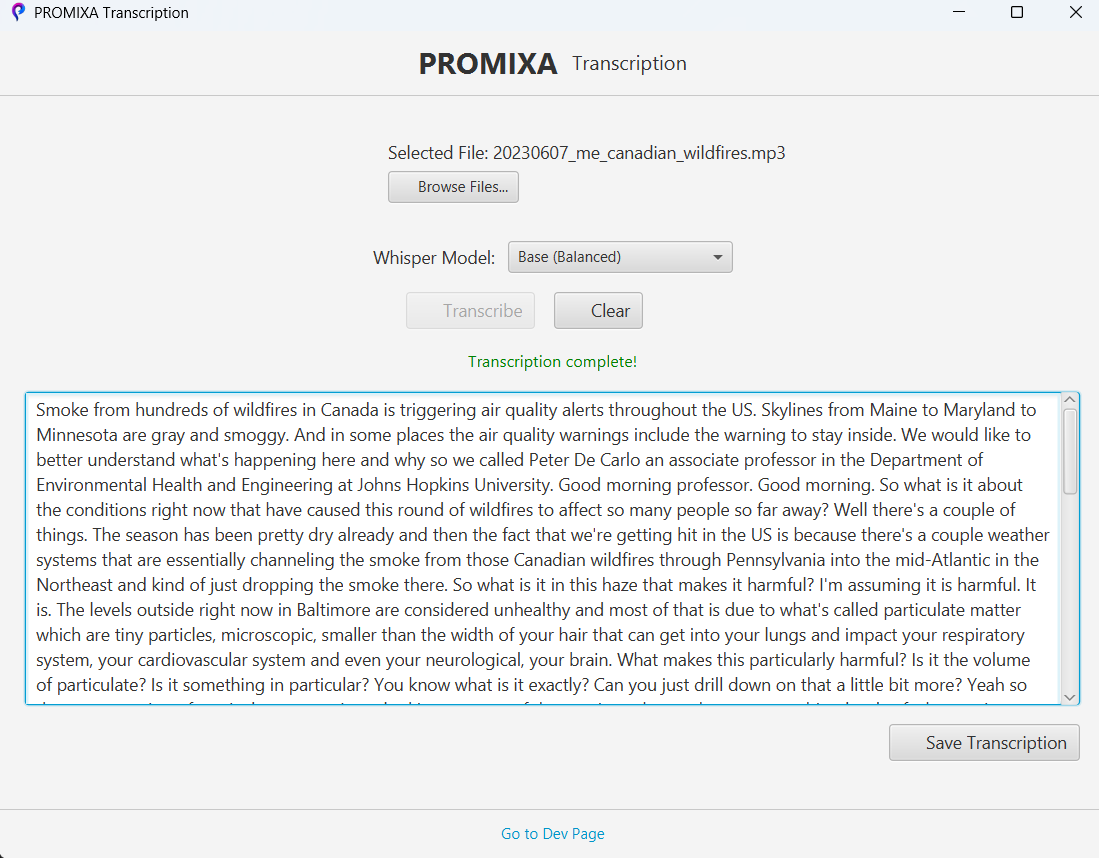 PROMIXA Transcription
PROMIXA Transcription
Selected File: 20230607_me_canadian_wildfires.mp3
Browse Files...
Whisper Model: Base (Balanced)
Transcribe Clear
Transcription complete!
Smoke from hundreds of wildfires in Canada is triggering air quality alerts throughout the US. Skylines from Maine to Maryland to
Minnesota are gray and smoggy. And in some places the air quality warnings include the warning to stay inside. We would like to
better understand what's happening here and why so we called Peter De Carlo an associate professor in the Department of
Environmental Health and Engineering at Johns Hopkins University. Good morning professor. Good morning. So what is it about
the conditions right now that have caused this round of wildfires to affect so many people so far away? Well there's a couple of
things. The season has been pretty dry already and then the fact that we're getting hit in the US is because there's a couple weather
systems that are essentially channeling the smoke from those Canadian wildfires through Pennsylvania into the mid-Atlantic in the
Northeast and kind of just dropping the smoke there. So what is it in this haze that makes it harmful? I'm assuming it is harmful. It
is. The levels outside right now in Baltimore are considered unhealthy and most of that is due to what's called particulate matter
which are tiny particles, microscopic, smaller than the width of your hair that can get into your lungs and impact your respiratory
system, your cardiovascular system and even your neurological, your brain. What makes this particularly harmful? Is it the volume
of particulate? Is it something in particular? You know what is it exactly? Can you just drill down on that a little bit more? Yeah so
Save Transcription
Go to Dev Page